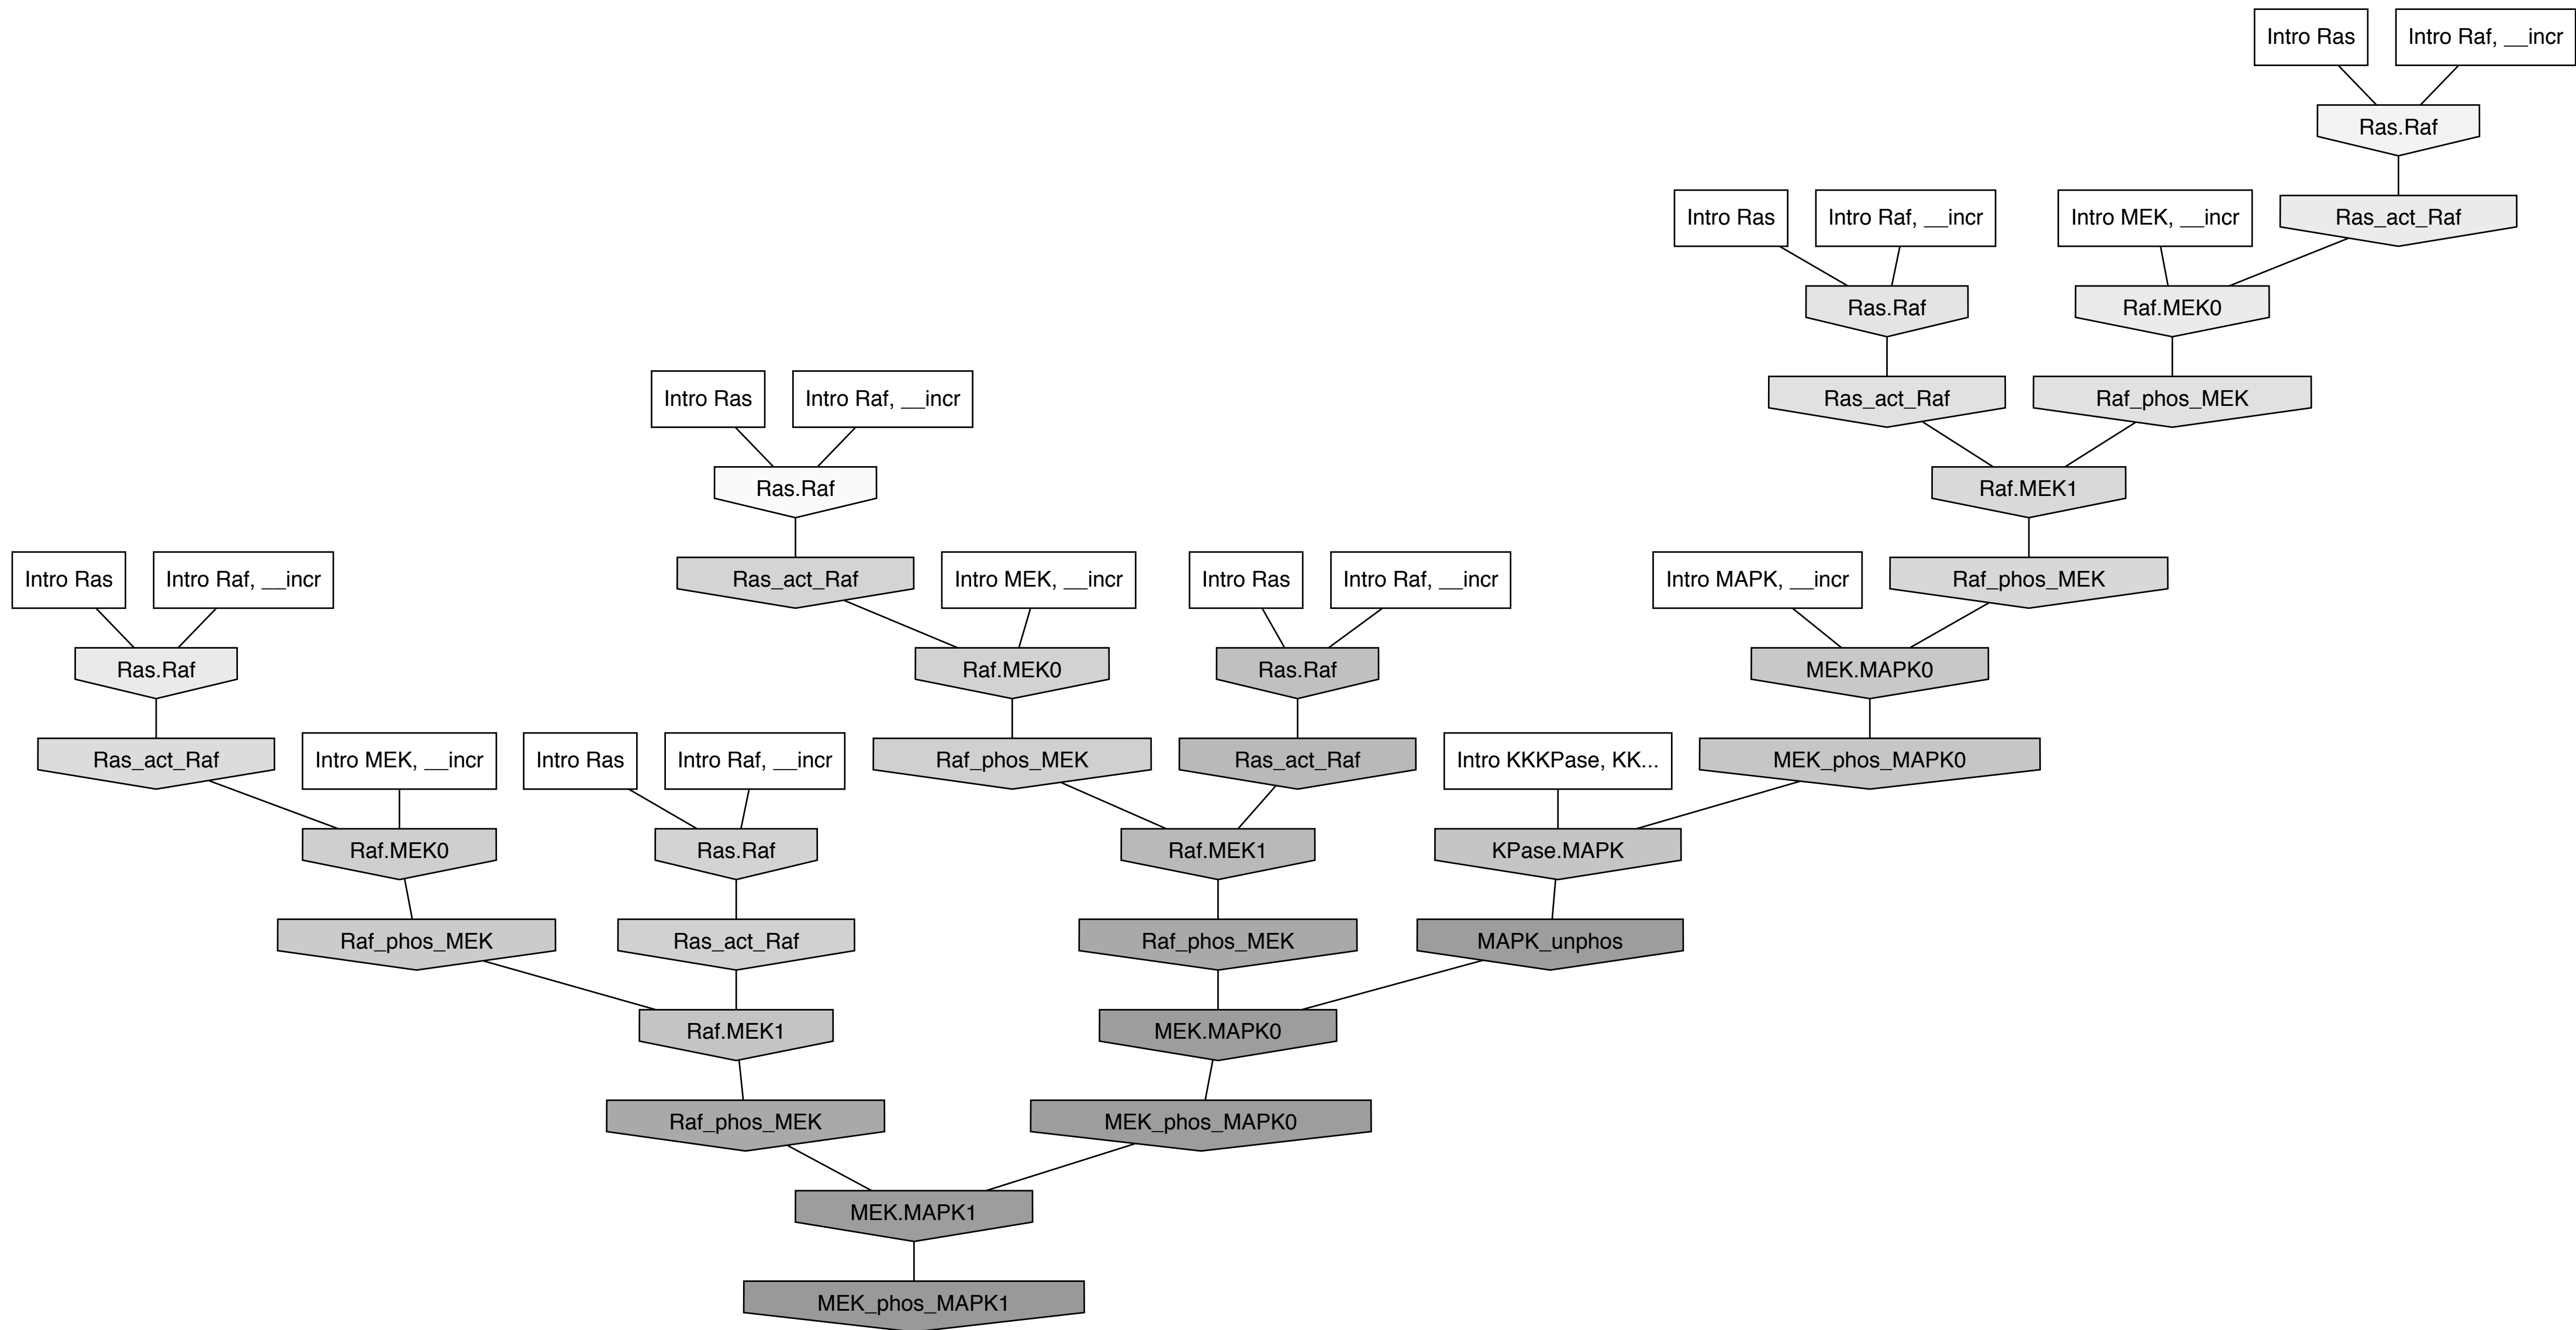 Intro Ras
Intro Raf, __incr
Ras.Raf
Intro Ras
Intro Raf, __incr
Intro MEK, __incr
Ras_act_Raf
Ras.Raf
Raf.MEK0
Intro Ras
Intro Raf, __incr
Ras_act_Raf
Raf_phos_MEK
Ras.Raf
Raf.MEK1
Intro Ras
Intro Raf, __incr
Ras_act_Raf
Intro MEK, __incr
Intro Ras
Intro Raf, __incr
Intro MAPK, __incr
Raf_phos_MEK
Ras.Raf
Raf.MEK0
Ras.Raf
MEK.MAPK0
Ras_act_Raf
Intro MEK, __incr
Intro Ras
Intro Raf, __incr
Raf_phos_MEK
Ras_act_Raf
Intro KKKPase, KK...
MEK_phos_MAPK0
Raf.MEK0
Ras.Raf
Raf.MEK1
KPase.MAPK
Raf_phos_MEK
Ras_act_Raf
Raf_phos_MEK
MAPK_unphos
Raf.MEK1
MEK.MAPK0
Raf_phos_MEK
MEK_phos_MAPK0
MEK.MAPK1
MEK_phos_MAPK1